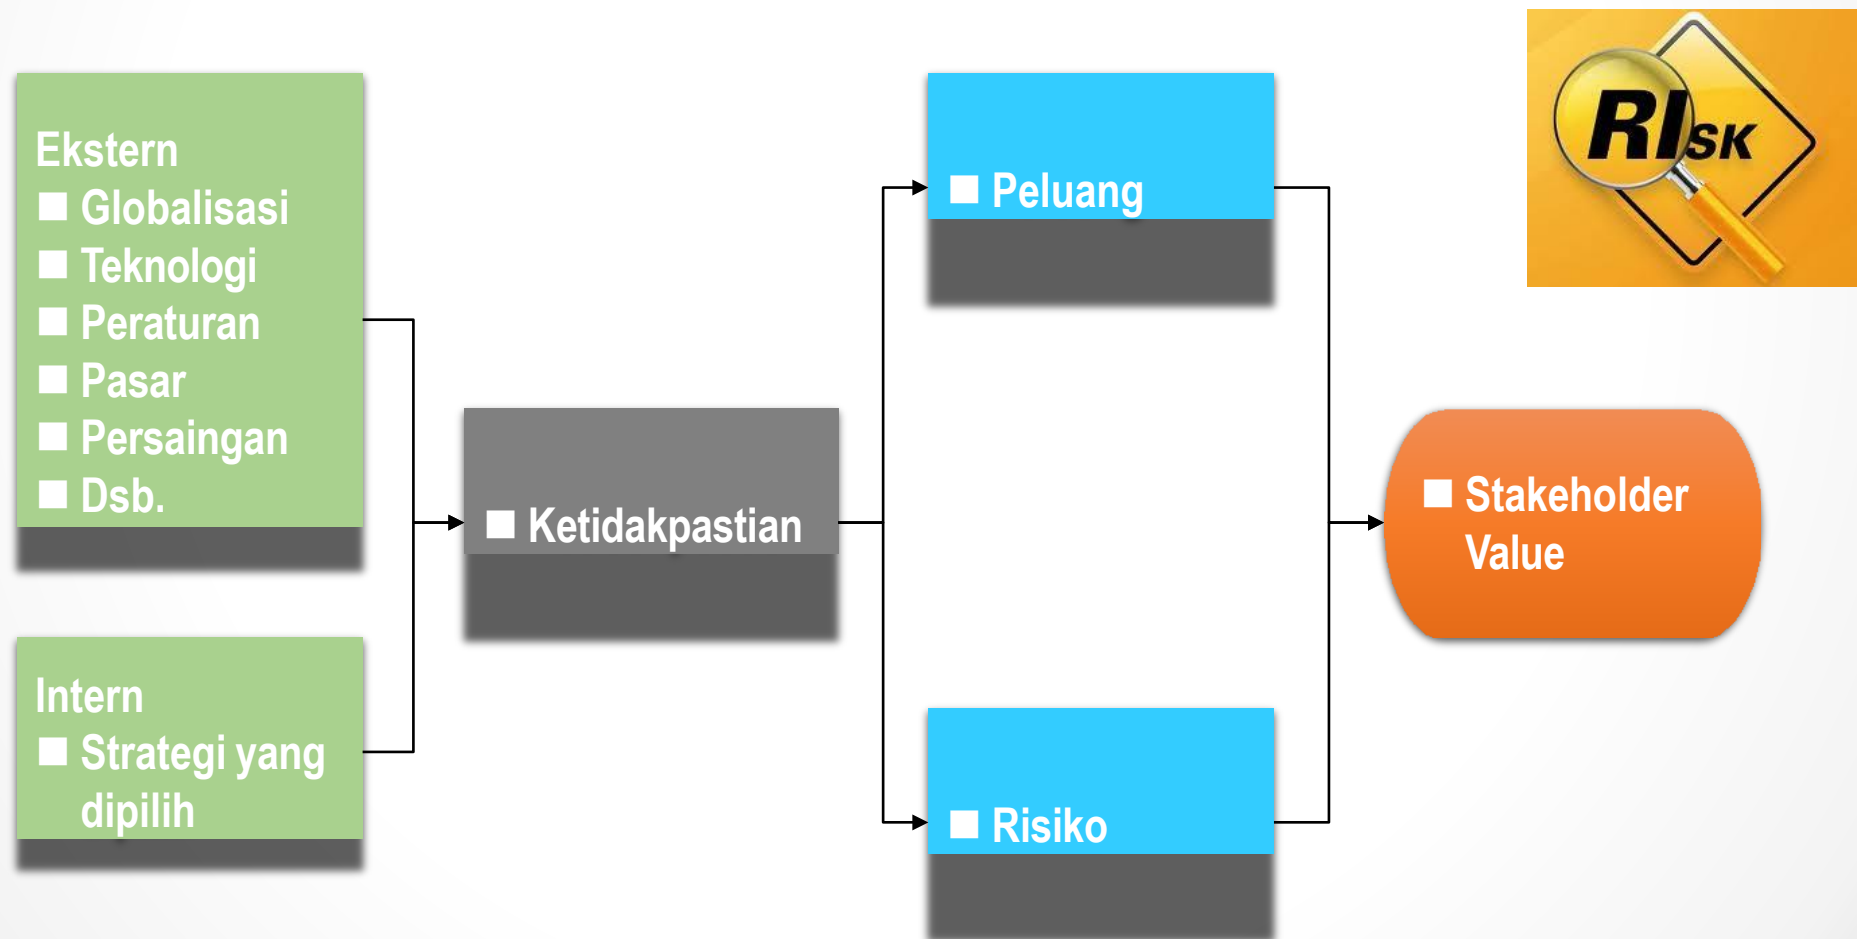 Ekstern
Globalisasi
Teknologi
Peraturan
Pasar
Persaingan
Dsb.
Intern
Strategi yang
dipilih
Ketidakpastian
Peluang
Risiko
Stakeholder
Value
RIsK